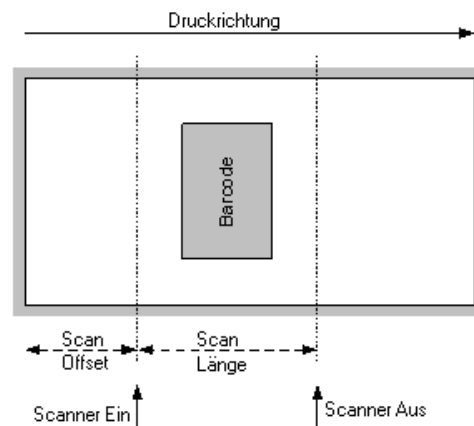 Druckrichtung
Barcode
Scan
Offset
Scan
Länge
Scanner Ein
Scanner Aus